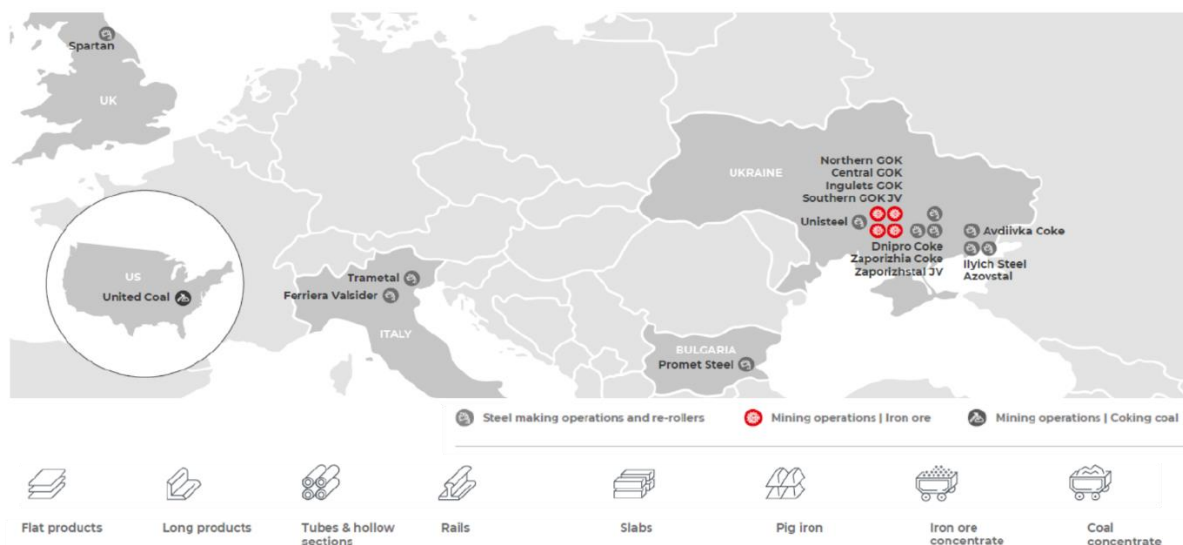 Spartan
UK
UKRAINE
Northern GOK
Central GOK
Ingulets GOK
Southern GOK JV
Unisteel
Avdiivka Coke
Dnipro Coke
Zaporizhia Coke
Zaporizhstal JV
Ilyich Steel
Azovstal
US
United Coal
Trametal
Ferriera Valsider
ITALY
BULGARIA
Promet Steel
Steel making operations and re-rollers
Mining operations | Iron ore
Mining operations | Coking coal
Flat products
Long products
Tubes & hollow
sections
Rails
Slabs
Pig iron
Iron ore
concentrate
Coal
concentrate